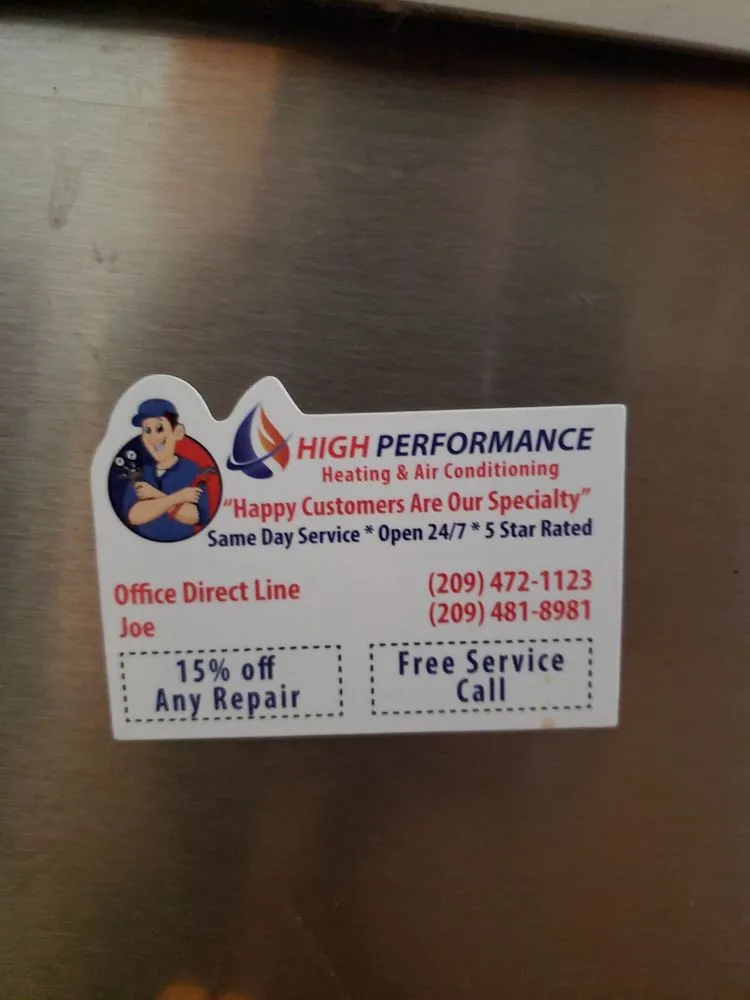 HIGH PERFORMANCE
Heating & Air Conditioning
"Happy Customers Are Our Specialty"
Same Day Service * Open 24/7 * 5 Star Rated
Office Direct Line (209) 472-1123
Joe (209) 481-8981
15% off
Any Repair
Free Service
Call